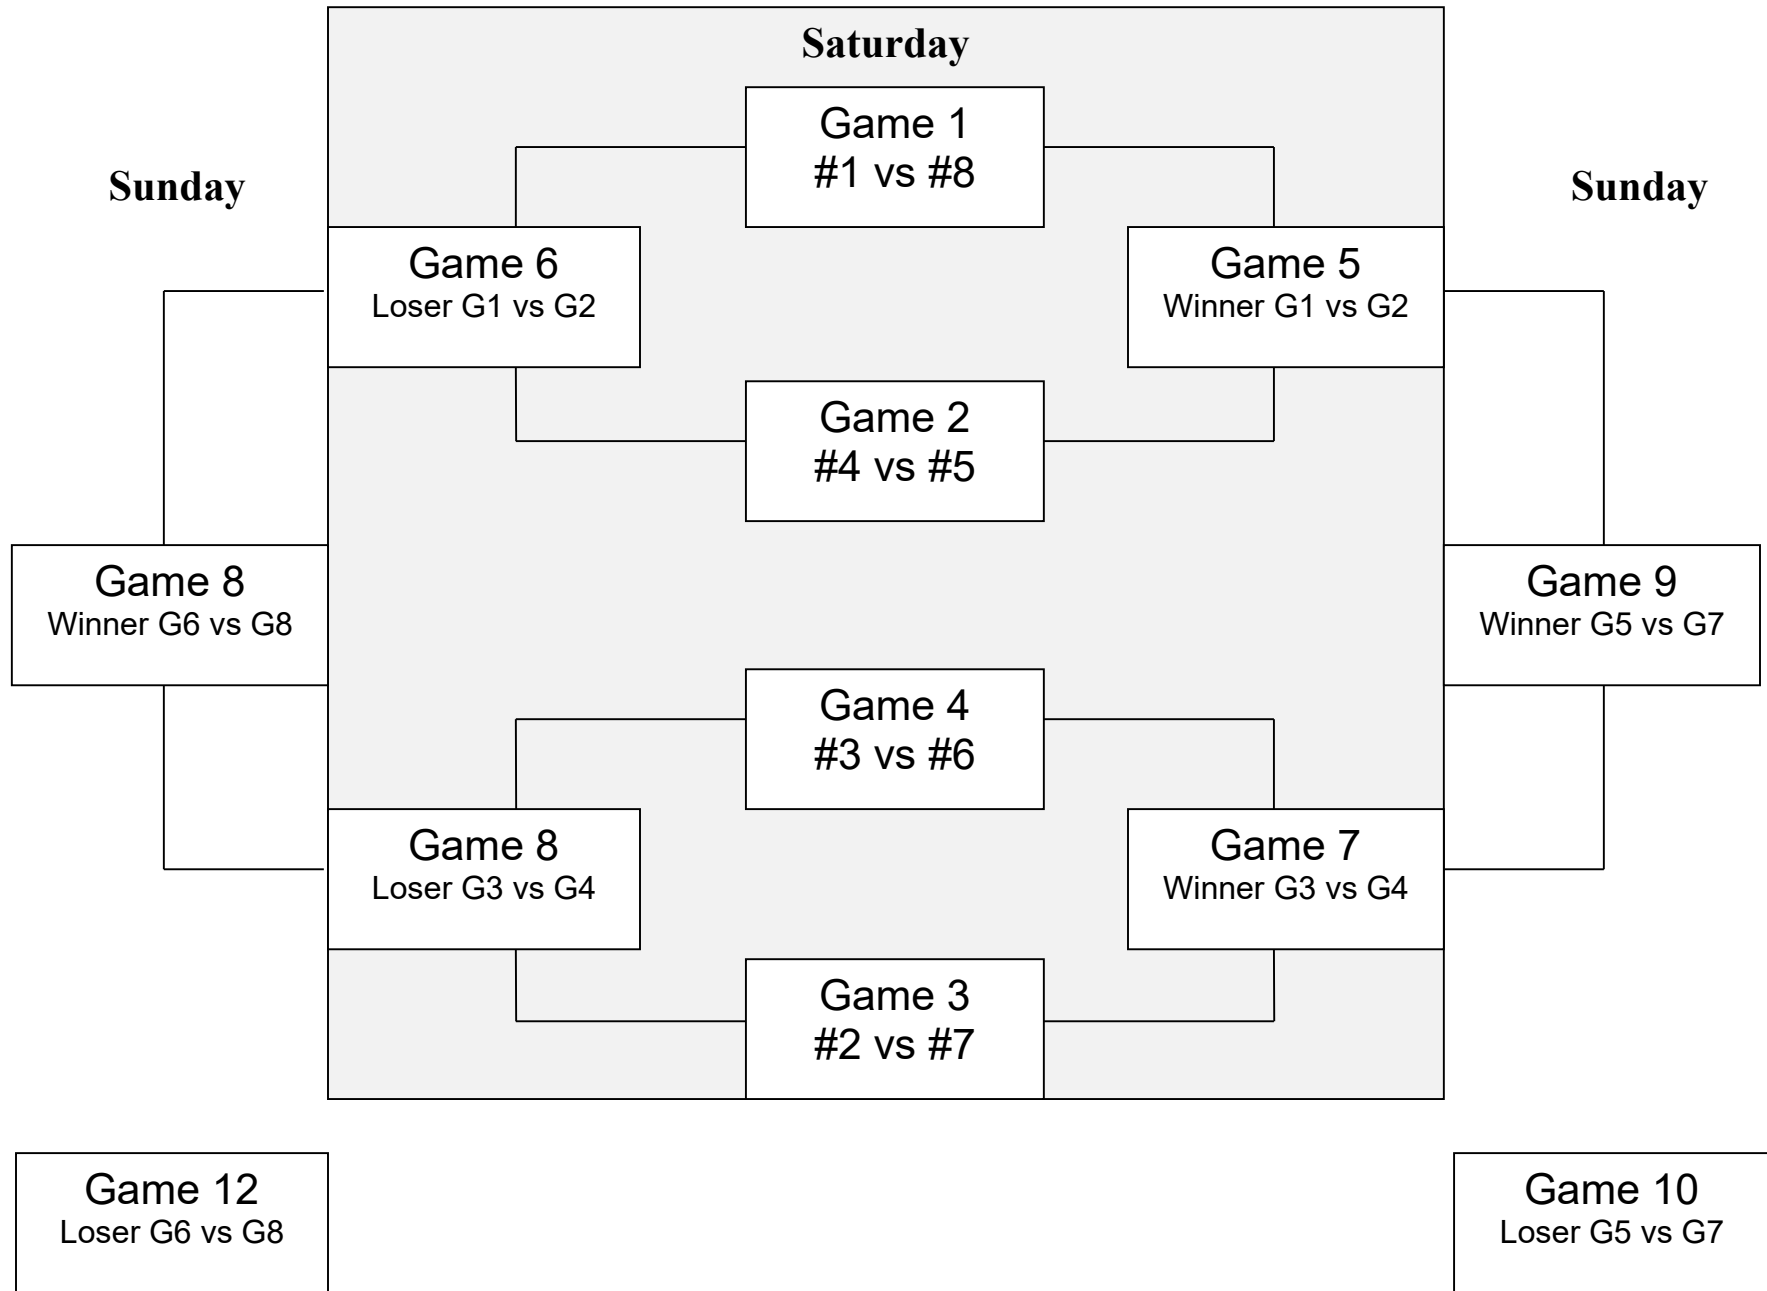 Saturday
Game 1
#1 vs #8
Sunday
Sunday
Game 6
Loser G1 vs G2
Game 5
Winner G1 vs G2
Game 2
#4 vs #5
Game 8
Winner G6 vs G8
Game 9
Winner G5 vs G7
Game 4
#3 vs #6
Game 8
Loser G3 vs G4
Game 7
Winner G3 vs G4
Game 3
#2 vs #7
Game 12
Loser G6 vs G8
Game 10
Loser G5 vs G7